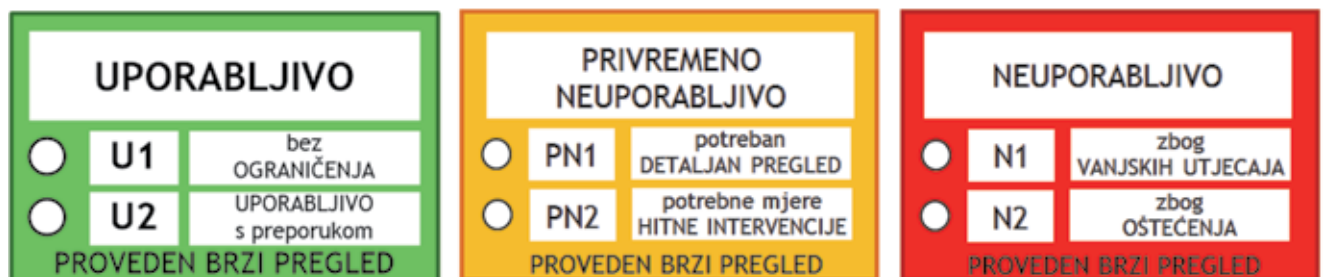 UPORABLJIVO
U1
bez
OGRANIČENJA
U2
UPORABLJIVO
s preporukom
PROVEDEN BRZI PREGLED
PRIVREMENO
NEUPORABLJIVO
PN1
potreban
DETALJAN PREGLED
PN2
potrebne mjere
HITNE INTERVENCIJE
PROVEDEN BRZI PREGLED
NEUPORABLJIVO
N1
zbog
VANJSKIH UTJECAJA
N2
zbog
OŠTEĆENJA
PROVEDEN BRZI PREGLED